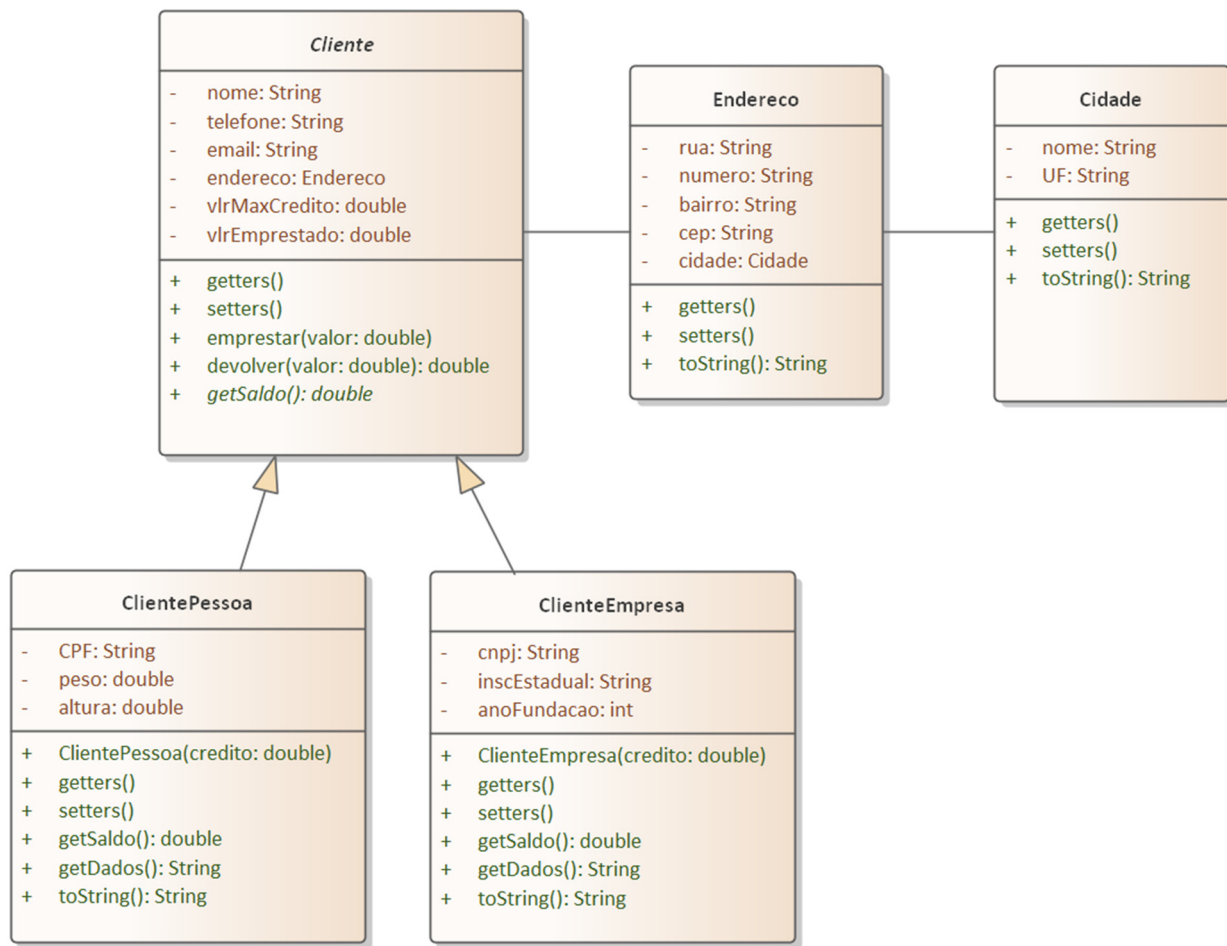 Cliente
- nome: String
- telefone: String
- email: String
- endereco: Endereco
- vlrMaxCredito: double
- vlrEmprestado: double
+ getters()
+ setters()
+ emprestar(valor: double)
+ devolver(valor: double): double
+ getSaldo(): double
Endereco
- rua: String
- numero: String
- bairro: String
- cep: String
- cidade: Cidade
+ getters()
+ setters()
+ toString(): String
Cidade
- nome: String
- UF: String
+ getters()
+ setters()
+ toString(): String
ClientePessoa
- CPF: String
- peso: double
- altura: double
+ ClientePessoa(credito: double)
+ getters()
+ setters()
+ getSaldo(): double
+ getDados(): String
+ toString(): String
ClienteEmpresa
- cnpj: String
- inscEstadual: String
- anoFundacao: int
+ ClienteEmpresa(credito: double)
+ getters()
+ setters()
+ getSaldo(): double
+ getDados(): String
+ toString(): String